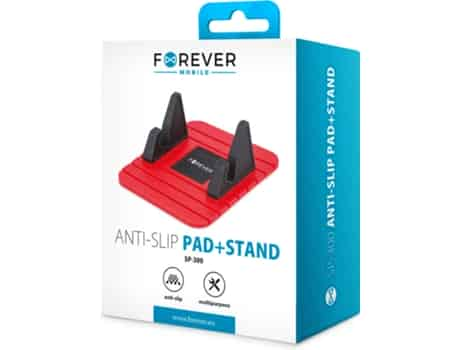 FOREVER
MOBILE
FOREVER
ANTI-SLIP PAD+STAND
SP-300
anti-slip
multipurpose
www.forever.eu
SP-300 ANTI-SLIP PAD+STAND